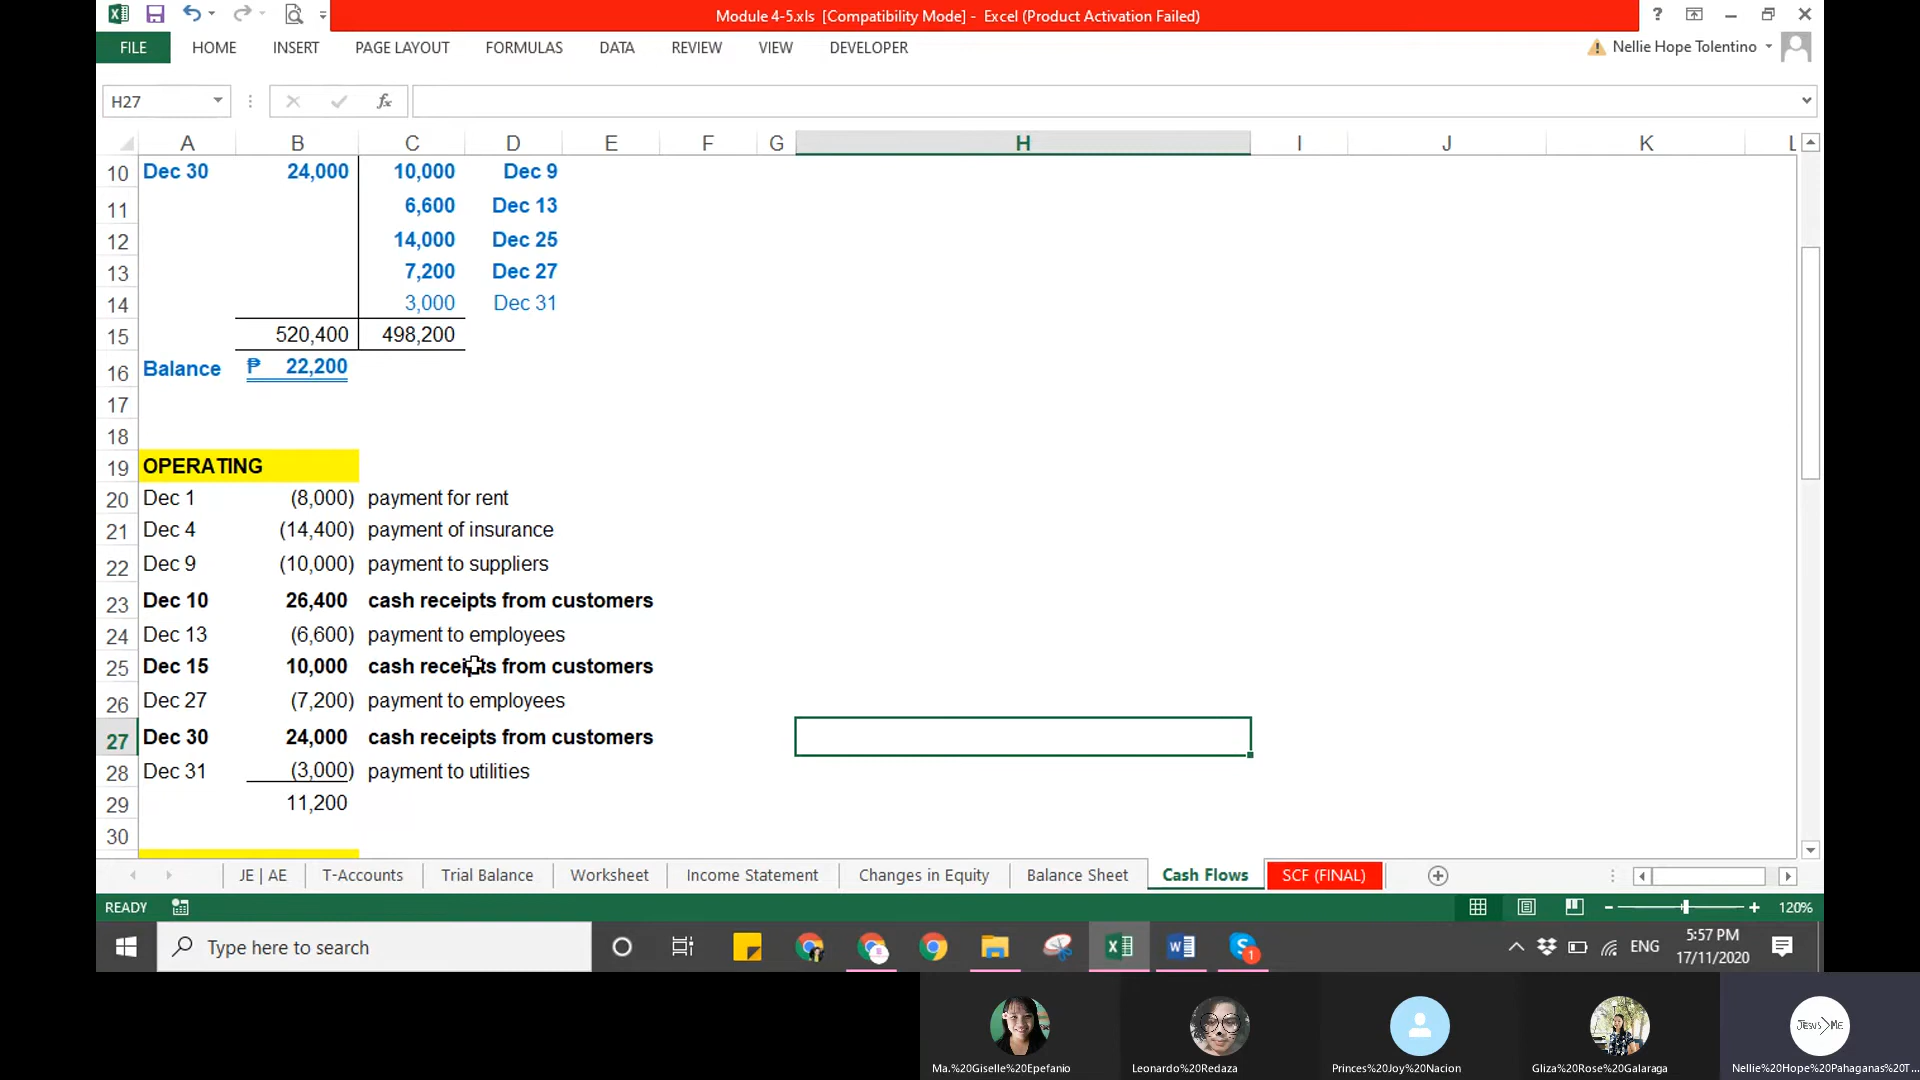 Module 4-5.xls [Compatibility Mode] - Excel (Product Activation Failed)
?
FILE HOME INSERT PAGE LAYOUT FORMULAS DATA REVIEW VIEW DEVELOPER
Nellie Hope Tolentino
H27
fx
A B C D E F G H I J K L
10 Dec 30 24,000 10,000 Dec 9
11 6,600 Dec 13
12 14,000 Dec 25
13 7,200 Dec 27
14 3,000 Dec 31
15 520,400 498,200
16 Balance ₱ 22,200
17
18
19 OPERATING
20 Dec 1 (8,000) payment for rent
21 Dec 4 (14,400) payment of insurance
22 Dec 9 (10,000) payment to suppliers
23 Dec 10 26,400 cash receipts from customers
24 Dec 13 (6,600) payment to employees
25 Dec 15 10,000 cash receipts from customers
26 Dec 27 (7,200) payment to employees
27 Dec 30 24,000 cash receipts from customers
28 Dec 31 (3,000) payment to utilities
29 11,200
30
JE | AE T-Accounts Trial Balance Worksheet Income Statement Changes in Equity Balance Sheet Cash Flows SCF (FINAL)
READY
120%
Type here to search
1
ENG
5:57 PM
17/11/2020
JESUS>ME
Ma.%20Giselle%20Epefanio Leonardo%20Redaza Princes%20Joy%20Nacion Gliza%20Rose%20Galaraga Nellie%20Hope%20Pahaganas%20T...